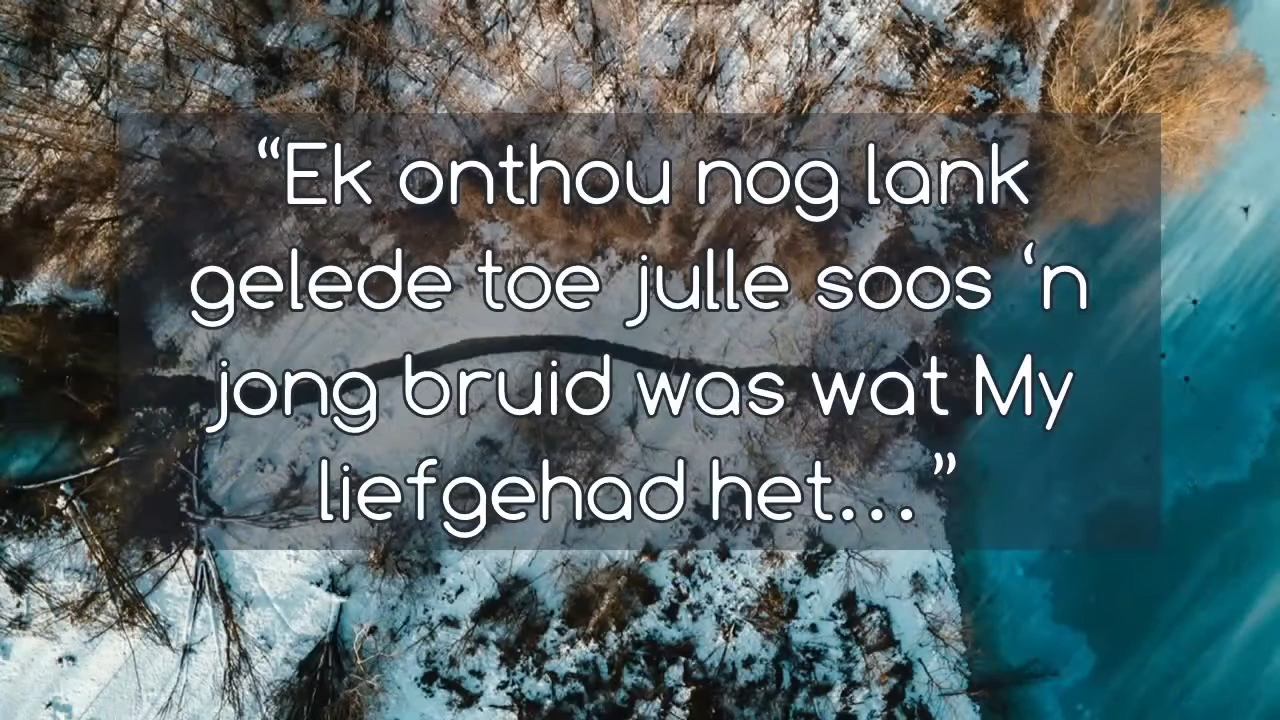 “Ek onthou nog lank
gelede toe julle soos ‘n
jong bruid was wat My
liefgehad het...”